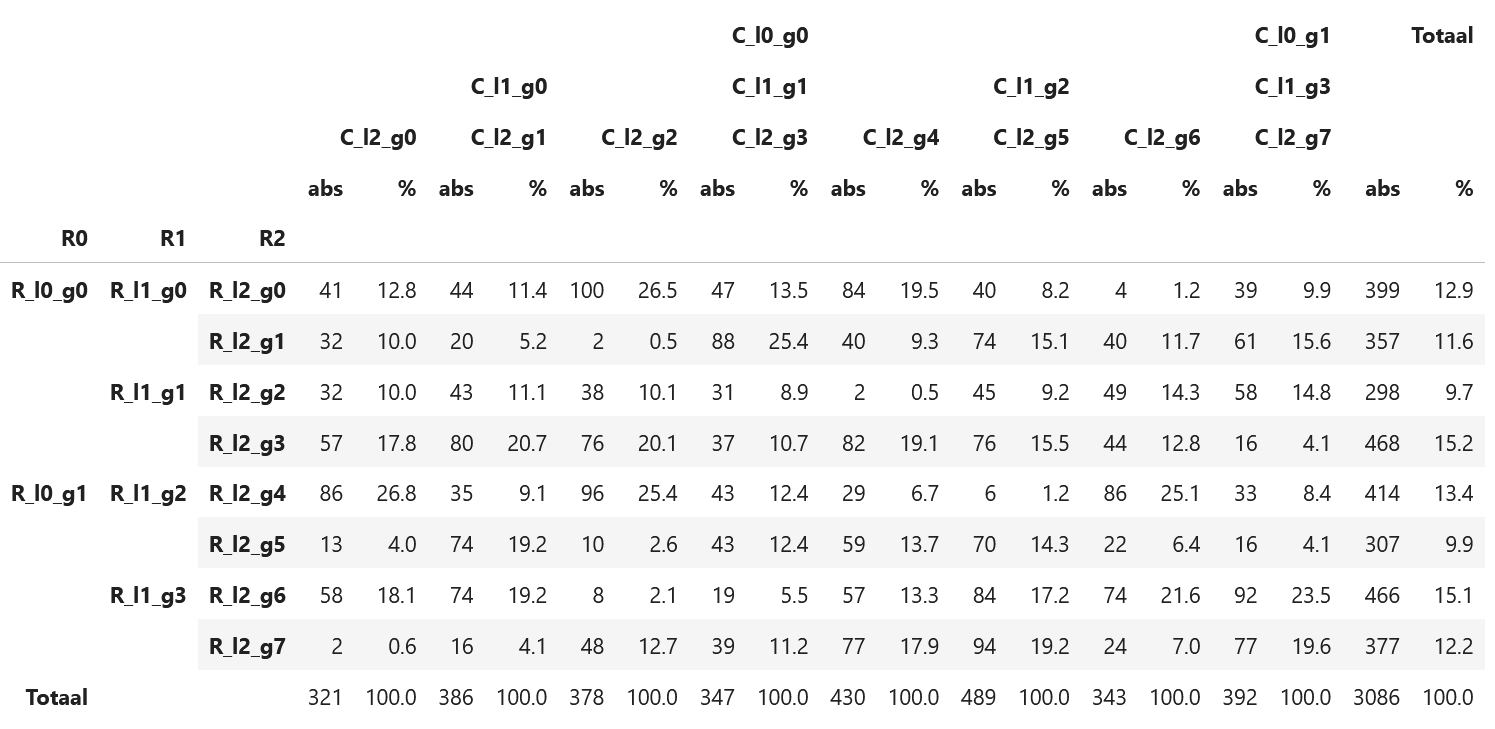 C_l0_g0 C_l0_g1 Totaal
C_l1_g0 C_l1_g1 C_l1_g2 C_l1_g3
C_l2_g0 C_l2_g1 C_l2_g2 C_l2_g3 C_l2_g4 C_l2_g5 C_l2_g6 C_l2_g7
abs % abs % abs % abs % abs % abs % abs % abs % abs %
R0 R1 R2
R_l0_g0 R_l1_g0 R_l2_g0 41 12.8 44 11.4 100 26.5 47 13.5 84 19.5 40 8.2 4 1.2 39 9.9 399 12.9
R_l2_g1 32 10.0 20 5.2 2 0.5 88 25.4 40 9.3 74 15.1 40 11.7 61 15.6 357 11.6
R_l1_g1 R_l2_g2 32 10.0 43 11.1 38 10.1 31 8.9 2 0.5 45 9.2 49 14.3 58 14.8 298 9.7
R_l2_g3 57 17.8 80 20.7 76 20.1 37 10.7 82 19.1 76 15.5 44 12.8 16 4.1 468 15.2
R_l0_g1 R_l1_g2 R_l2_g4 86 26.8 35 9.1 96 25.4 43 12.4 29 6.7 6 1.2 86 25.1 33 8.4 414 13.4
R_l2_g5 13 4.0 74 19.2 10 2.6 43 12.4 59 13.7 70 14.3 22 6.4 16 4.1 307 9.9
R_l1_g3 R_l2_g6 58 18.1 74 19.2 8 2.1 19 5.5 57 13.3 84 17.2 74 21.6 92 23.5 466 15.1
R_l2_g7 2 0.6 16 4.1 48 12.7 39 11.2 77 17.9 94 19.2 24 7.0 77 19.6 377 12.2
Totaal 321 100.0 386 100.0 378 100.0 347 100.0 430 100.0 489 100.0 343 100.0 392 100.0 3086 100.0